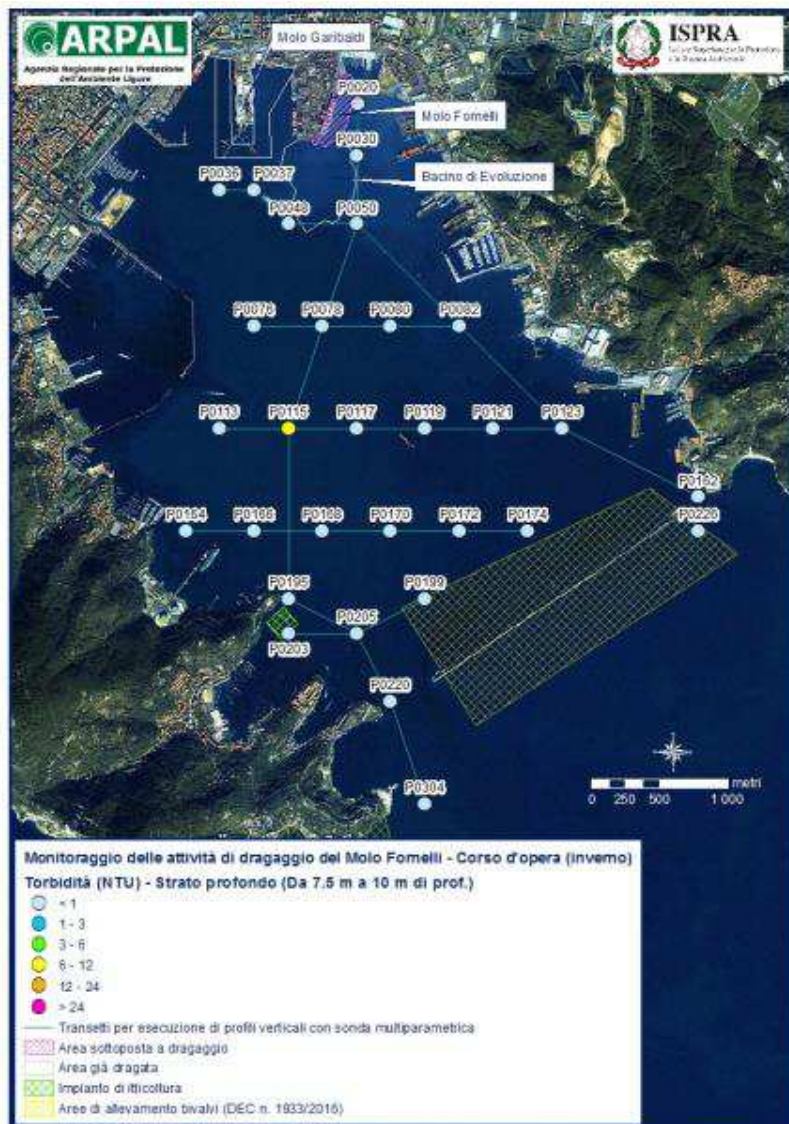 ARPAL
Agenzia Regionale per la Protezione
dell'Ambiente Ligure
Molo Garibaldi
ISPRA
P0020
Molo Fornelli
P0030
Bacino di Evoluzione
P0036
P0037
P0048
P0050
P0076
P0078
P0080
P0082
P0113
P0115
P0117
P0119
P0121
P0123
P0162
P0164
P0166
P0168
P0170
P0172
P0174
P0226
P0195
P0199
P0203
P0205
P0220
P0304
metri
0 250 500 1 000
Monitoraggio delle attività di dragaggio del Molo Fornelli - Corso d'opera (inverno)
Torbidità (NTU) - Strato profondo (Da 7.5 m a 10 m di prof.)
< 1
1 - 3
3 - 6
6 - 12
12 - 24
> 24
Transetti per esecuzione di profili verticali con sonda multiparametrica
Area sottoposta a dragaggio
Area già dragata
Impianto di itticoltura
Aree di allevamento bivalvi (DEC n. 1933/2016)